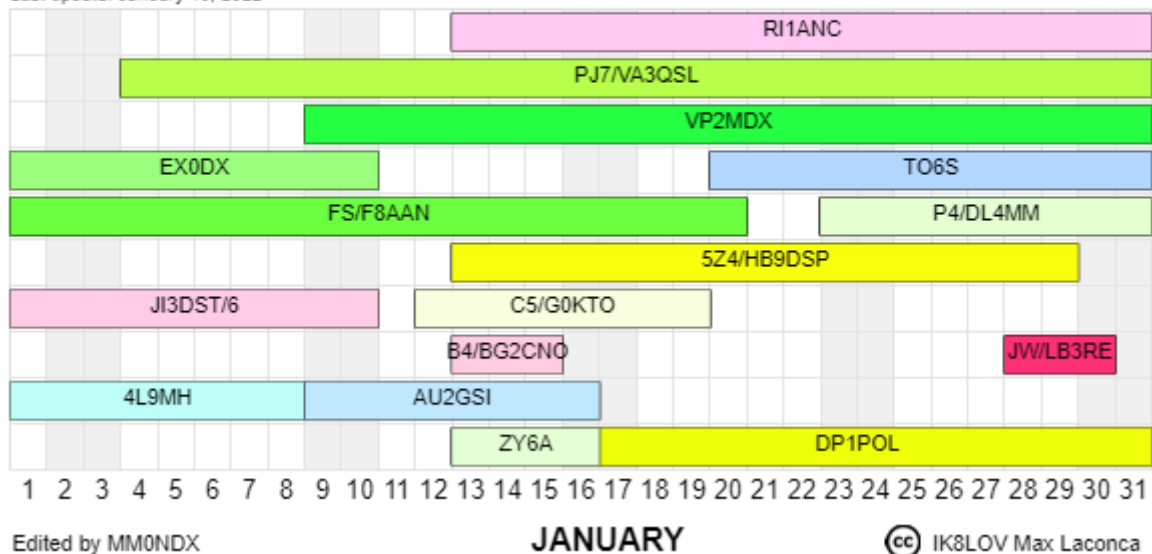 RI1ANC
PJ7/VA3QSL
VP2MDX
EX0DX TO6S
FS/F8AAN P4/DL4MM
5Z4/HB9DSP
JI3DST/6 C5/G0KTO
B4/BG2CNO JW/LB3RE
4L9MH AU2GSI
ZY6A DP1POL
1 2 3 4 5 6 7 8 9 10 11 12 13 14 15 16 17 18 19 20 21 22 23 24 25 26 27 28 29 30 31
Edited by MM0NDX JANUARY cc IK8LOV Max Laconca